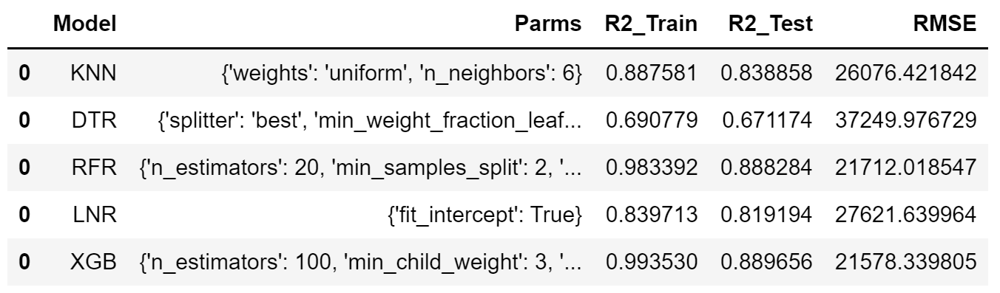 Model Parms R2_Train R2_Test RMSE
0 KNN {'weights': 'uniform', 'n_neighbors': 6} 0.887581 0.838858 26076.421842
0 DTR {'splitter': 'best', 'min_weight_fraction_leaf... 0.690779 0.671174 37249.976729
0 RFR {'n_estimators': 20, 'min_samples_split': 2, '... 0.983392 0.888284 21712.018547
0 LNR {'fit_intercept': True} 0.839713 0.819194 27621.639964
0 XGB {'n_estimators': 100, 'min_child_weight': 3, '... 0.993530 0.889656 21578.339805